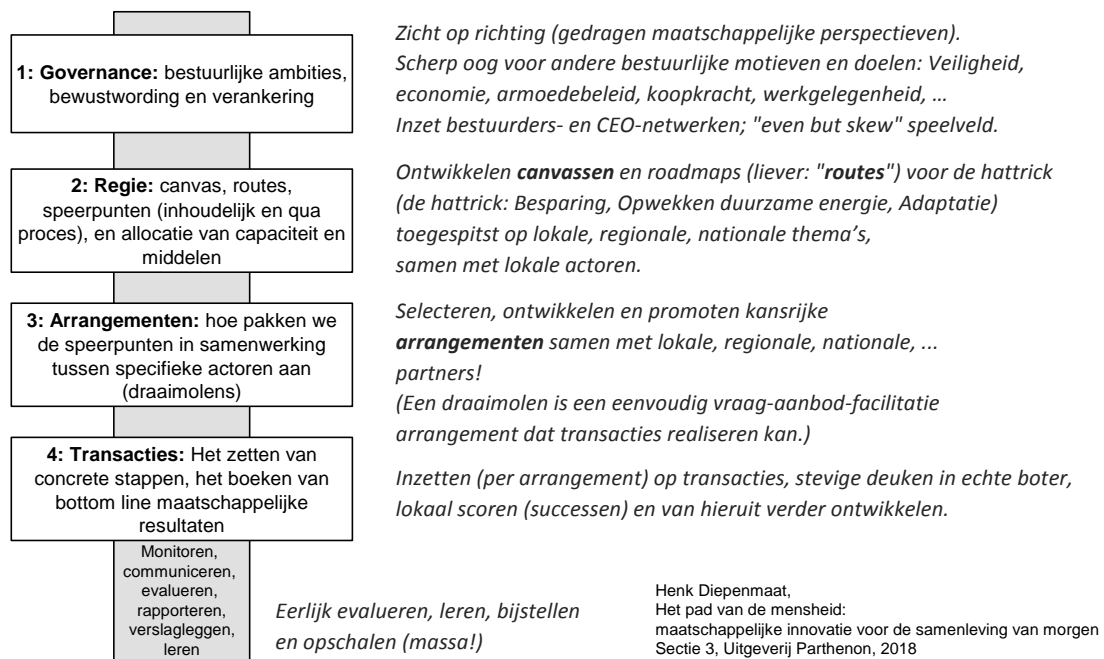 1: Governance: bestuurlijke ambities,
bewustwording en verankering
Zicht op richting (gedragen maatschappelijke perspectieven).
Scherp oog voor andere bestuurlijke motieven en doelen: Veiligheid,
economie, armoedebeleid, koopkracht, werkgelegenheid, …
Inzet bestuurders- en CEO-netwerken; "even but skew" speelveld.
2: Regie: canvas, routes,
speerpunten (inhoudelijk en qua
proces), en allocatie van capaciteit en
middelen
Ontwikkelen canvassen en roadmaps (liever: "routes") voor de hattrick
(de hattrick: Besparing, Opwekken duurzame energie, Adaptatie)
toegespitst op lokale, regionale, nationale thema’s,
samen met lokale actoren.
3: Arrangementen: hoe pakken we
de speerpunten in samenwerking
tussen specifieke actoren aan
(draaimolens)
Selecteren, ontwikkelen en promoten kansrijke
arrangementen samen met lokale, regionale, nationale, ...
partners!
(Een draaimolen is een eenvoudig vraag-aanbod-facilitatie
arrangement dat transacties realiseren kan.)
4: Transacties: Het zetten van
concrete stappen, het boeken van
bottom line maatschappelijke
resultaten
Inzetten (per arrangement) op transacties, stevige deuken in echte boter,
lokaal scoren (successen) en van hieruit verder ontwikkelen.
Monitoren,
communiceren,
evalueren,
rapporteren,
verslagleggen,
leren
Eerlijk evalueren, leren, bijstellen
en opschalen (massa!)
Henk Diepenmaat,
Het pad van de mensheid:
maatschappelijke innovatie voor de samenleving van morgen
Sectie 3, Uitgeverij Parthenon, 2018